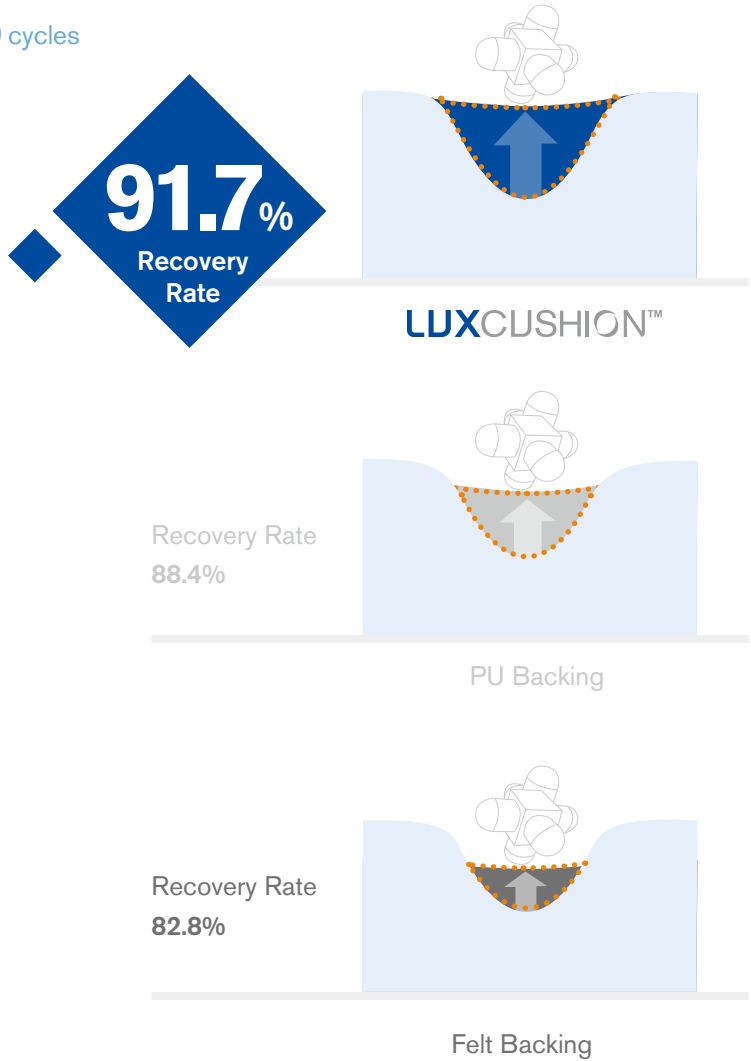 cycles
91.7%
Recovery
Rate
LUXCUSHION™
Recovery Rate
88.4%
PU Backing
Recovery Rate
82.8%
Felt Backing